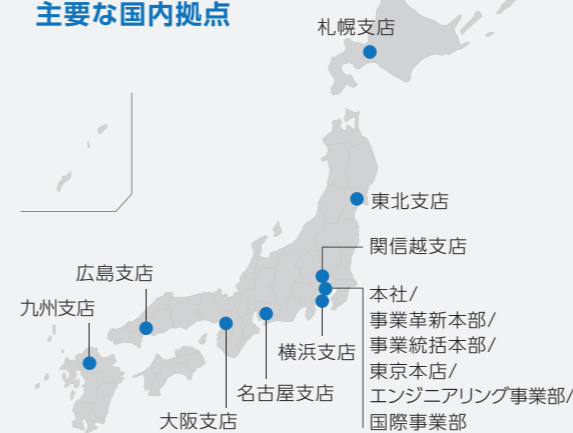 主要な国内拠点
札幌支店
東北支店
関信越支店
広島支店
九州支店
本社/
事業革新本部/
事業統括本部/
東京本店/
エンジニアリング事業部/
国際事業部
横浜支店
名古屋支店
大阪支店